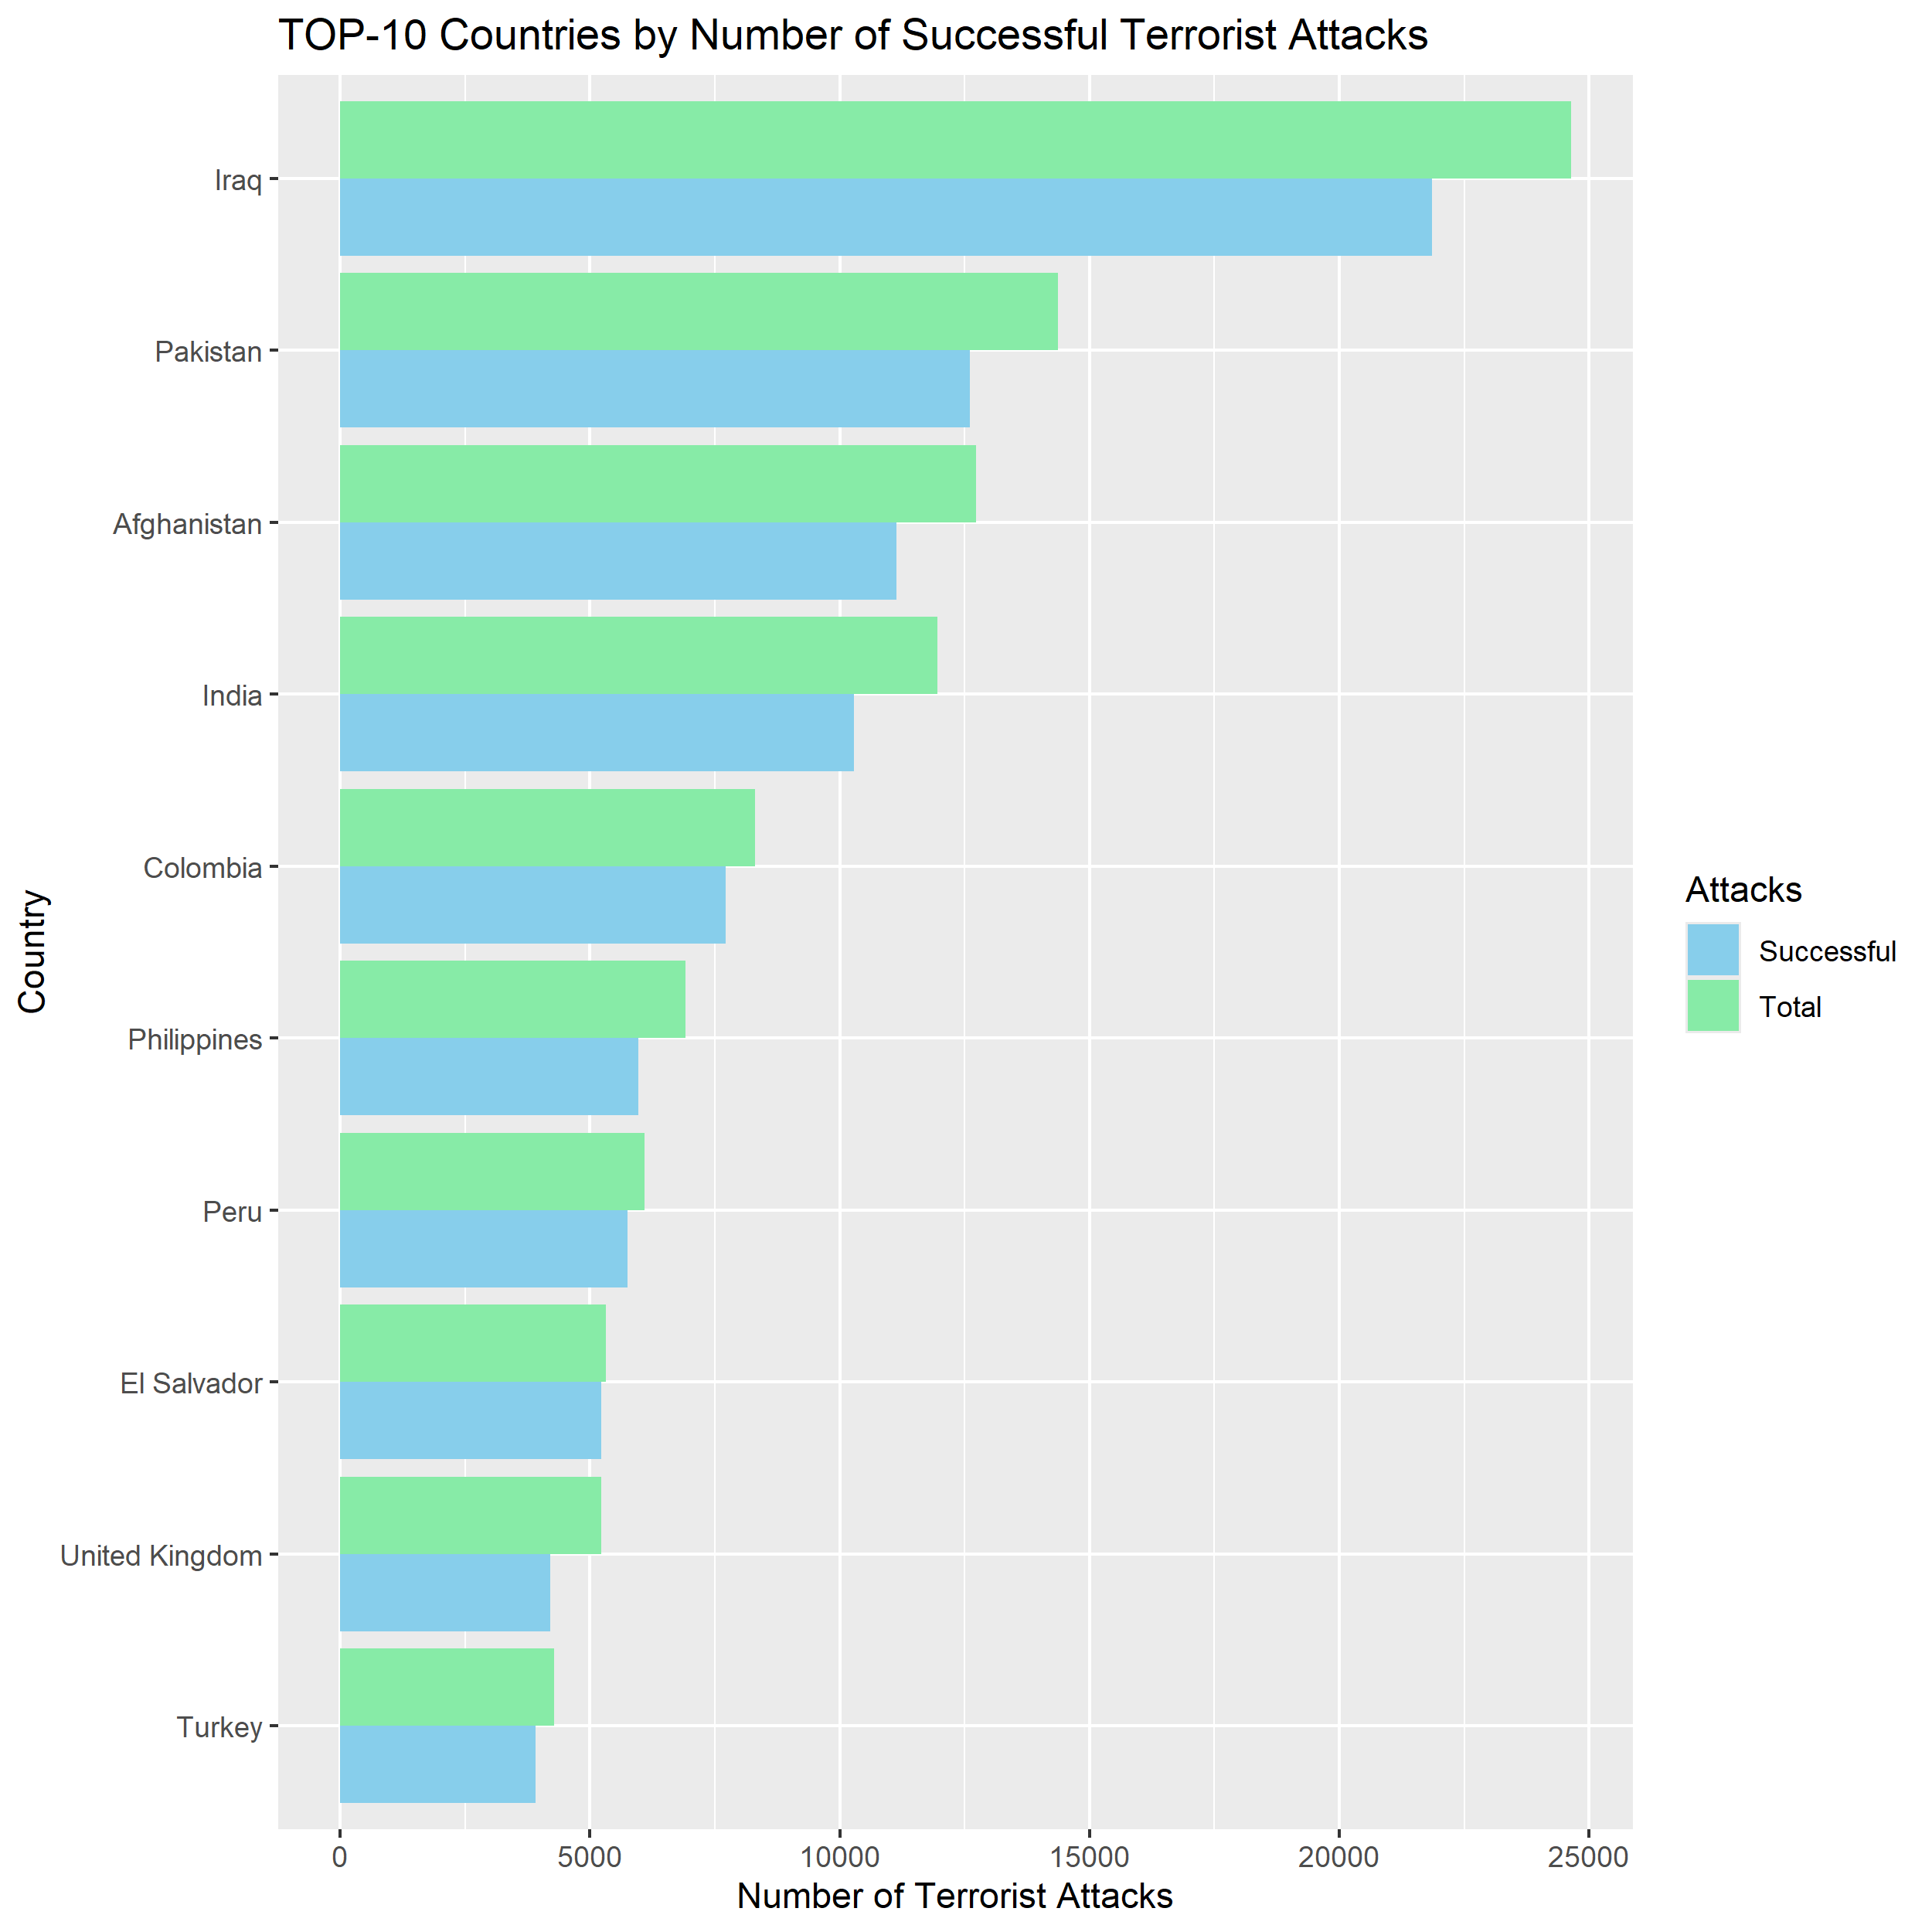 TOP-10 Countries by Number of Successful Terrorist Attacks
Country
Iraq
Pakistan
Afghanistan
India
Colombia
Philippines
Peru
El Salvador
United Kingdom
Turkey
0 5000 10000 15000 20000 25000
Number of Terrorist Attacks
Attacks
Successful
Total